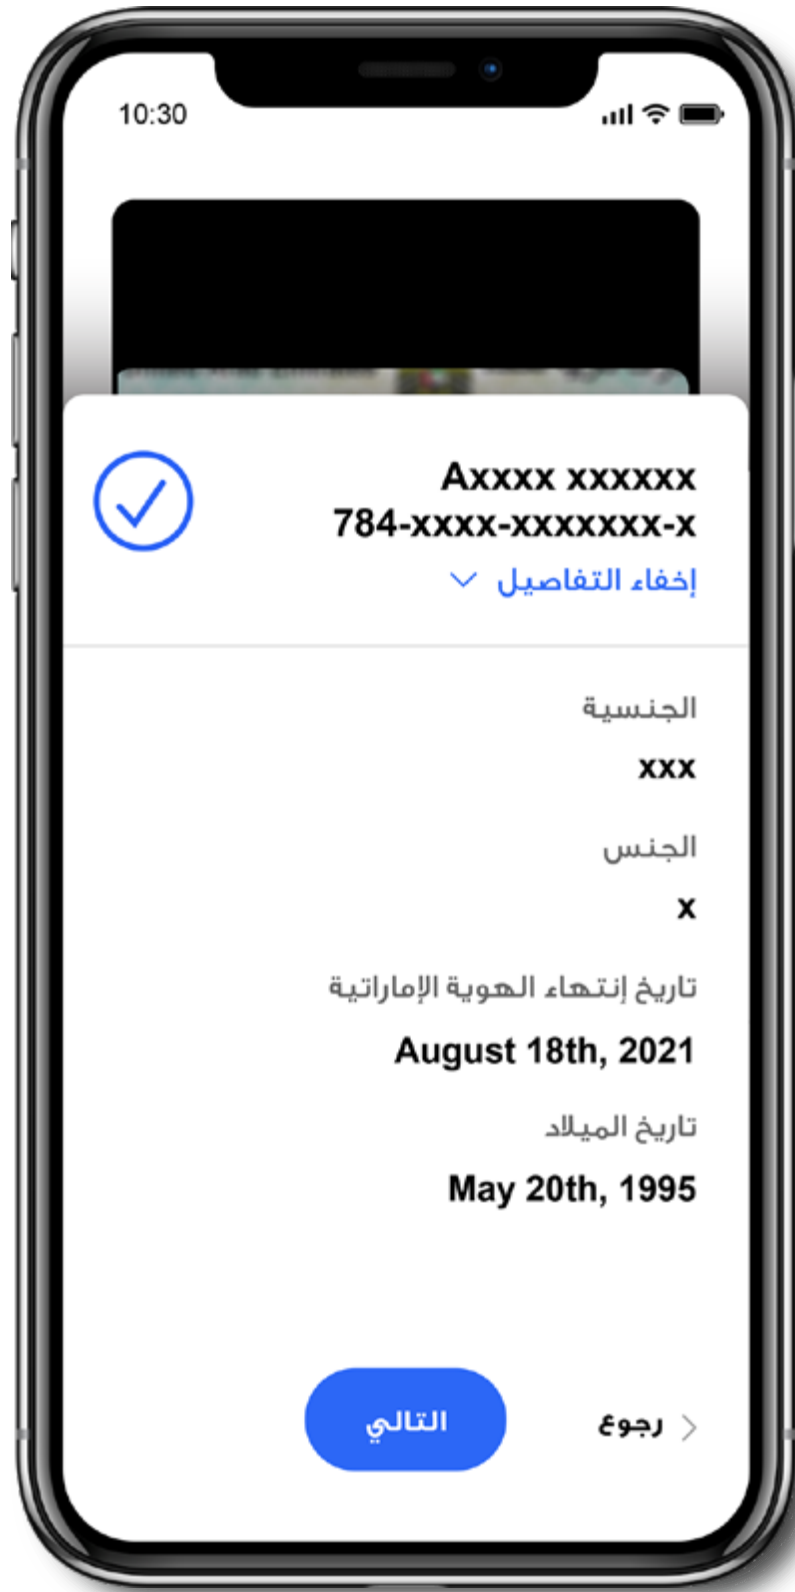 10:30
Axxxx xxxxxx
784-xxxx-xxxxxxx-x
إخفاء التفاصيل
الجنسية
xxx
الجنس
x
تاريخ إنتهاء الهوية الإماراتية
August 18th, 2021
تاريخ الميلاد
May 20th, 1995
رجوع
التالي